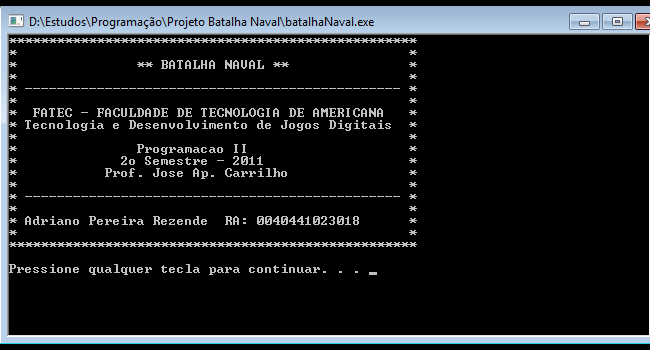 D:\Estudos\Programação\Projeto Batalha Naval\batalhaNaval.exe
****************************************************
* *
* ** BATALHA NAVAL ** *
* *
* ----------------------------------------------- *
* *
* FATEC - FACULDADE DE TECNOLOGIA DE AMERICANA *
* Tecnologia e Desenvolvimento de Jogos Digitais *
* *
* Programacao II *
* 2o Semestre - 2011 *
* Prof. Jose Ap. Carrilho *
* *
* ----------------------------------------------- *
* *
* Adriano Pereira Rezende RA: 0040441023018 *
* *
****************************************************
Pressione qualquer tecla para continuar. . . _